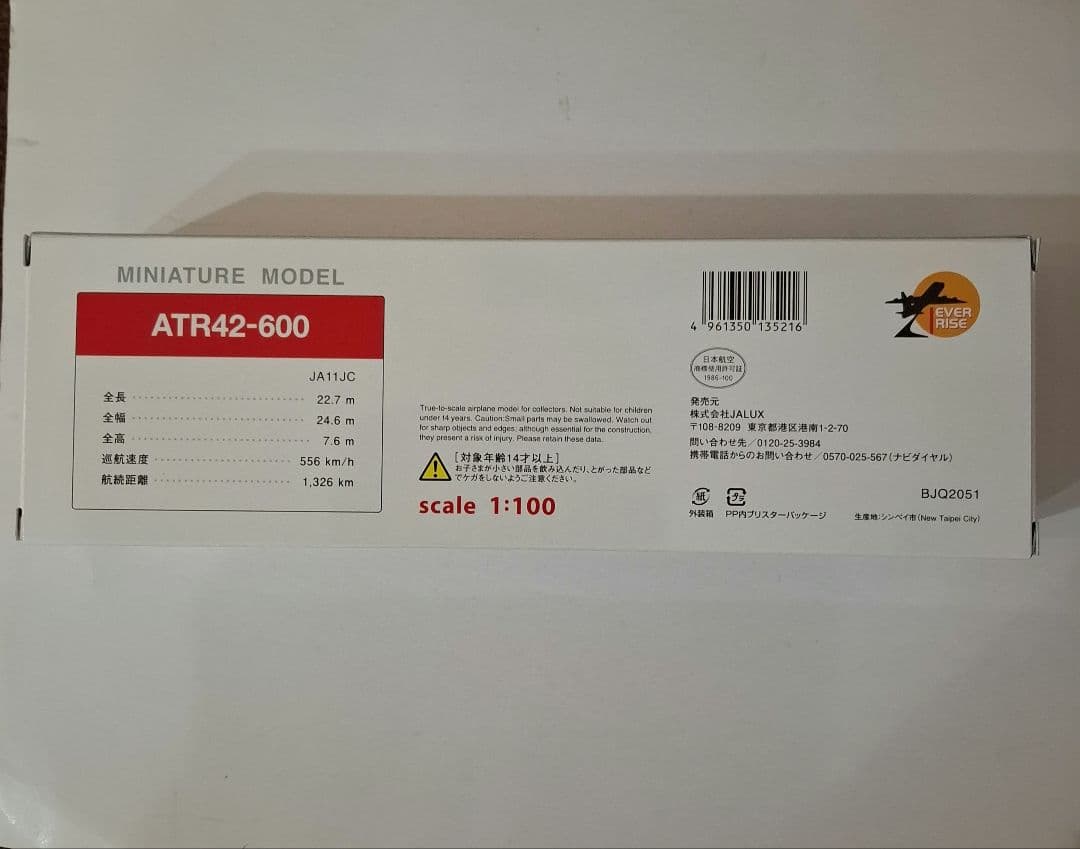 MINIATURE MODEL
ATR42-600
JA11JC
全長 22.7 m
全幅 24.6 m
全高 7.6 m
巡航速度 556 km/h
航続距離 1,326 km
True-to-scale airplane model for collectors. Not suitable for children
under 14 years. Caution:Small parts may be swallowed. Watch out
for sharp objects and edges; although essential for the construction,
they present a risk of injury. Please retain these data.
[対象年齢14才以上]
お子さまが小さい部品を飲み込んだり、とがった部品など
でケガをしないようご注意ください。
scale 1:100
4 961350 135216
日本航空
商標使用許可証
1986-100
発売元
株式会社JALUX
〒108-8209 東京都港区港南1-2-70
問い合わせ先／0120-25-3984
携帯電話からのお問い合わせ／0570-025-567(ナビダイヤル)
紙
外装箱
プラ
PP内ブリスターパッケージ
EVER
RISE
BJQ2051
生産地:シンペイ市(New Taipei City)